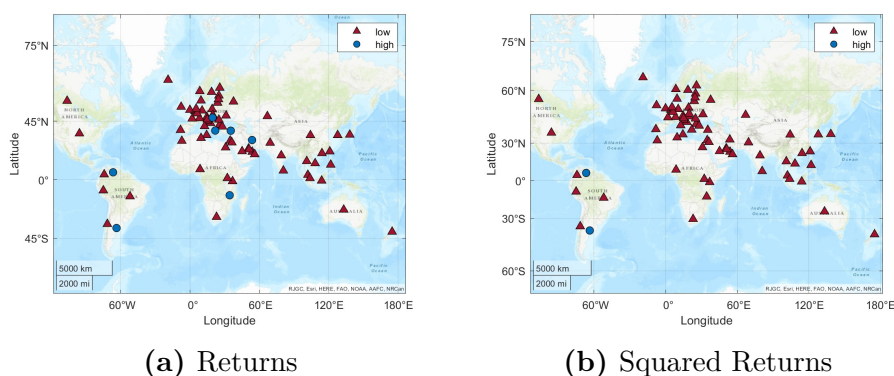 75°N
45°N
0°
45°S
Latitude
low
high
NORTH
AMERICA
ASIA
AFRICA
SOUTH
AMERICA
AUSTRALIA
Atlantic
Ocean
Indian
Ocean
Pacific
Ocean
Pacific
Ocean
5000 km
2000 mi
RJGC, Esri, HERE, FAO, NOAA, AAFC, NRCan
60°W
0°
60°E
120°E
180°E
Longitude
(a) Returns
75°N
60°N
30°N
0°
30°S
60°S
Latitude
low
high
NORTH
AMERICA
ASIA
AFRICA
SOUTH
AMERICA
AUSTRALIA
Atlantic
Ocean
Indian
Ocean
Pacific
Ocean
Pacific
Ocean
5000 km
2000 mi
RJGC, Esri, HERE, FAO, NOAA, AAFC, NRCan
60°W
0°
60°E
120°E
180°E
Longitude
(b) Squared Returns